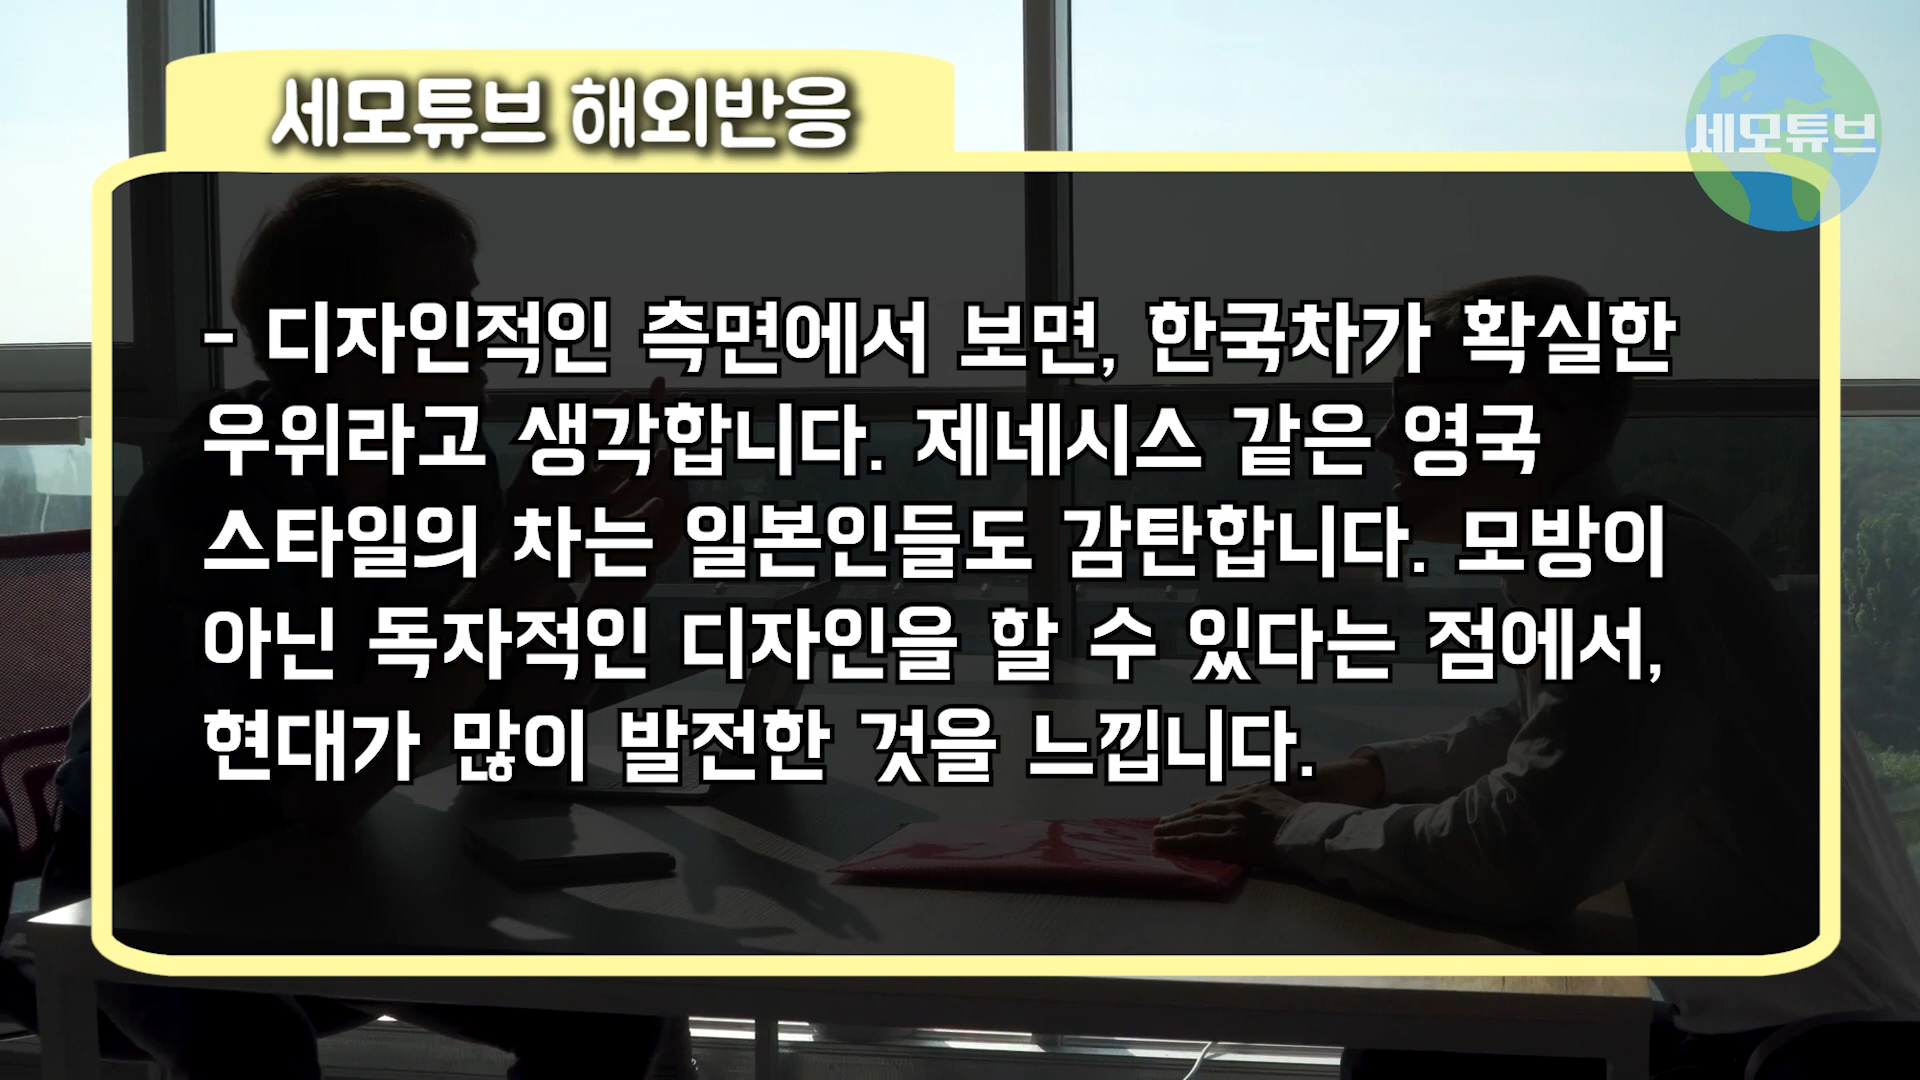 세모튜브 해외반응
세모튜브
- 디자인적인 측면에서 보면, 한국차가 확실한
우위라고 생각합니다. 제네시스 같은 영국
스타일의 차는 일본인들도 감탄합니다. 모방이
아닌 독자적인 디자인을 할 수 있다는 점에서,
현대가 많이 발전한 것을 느낍니다.